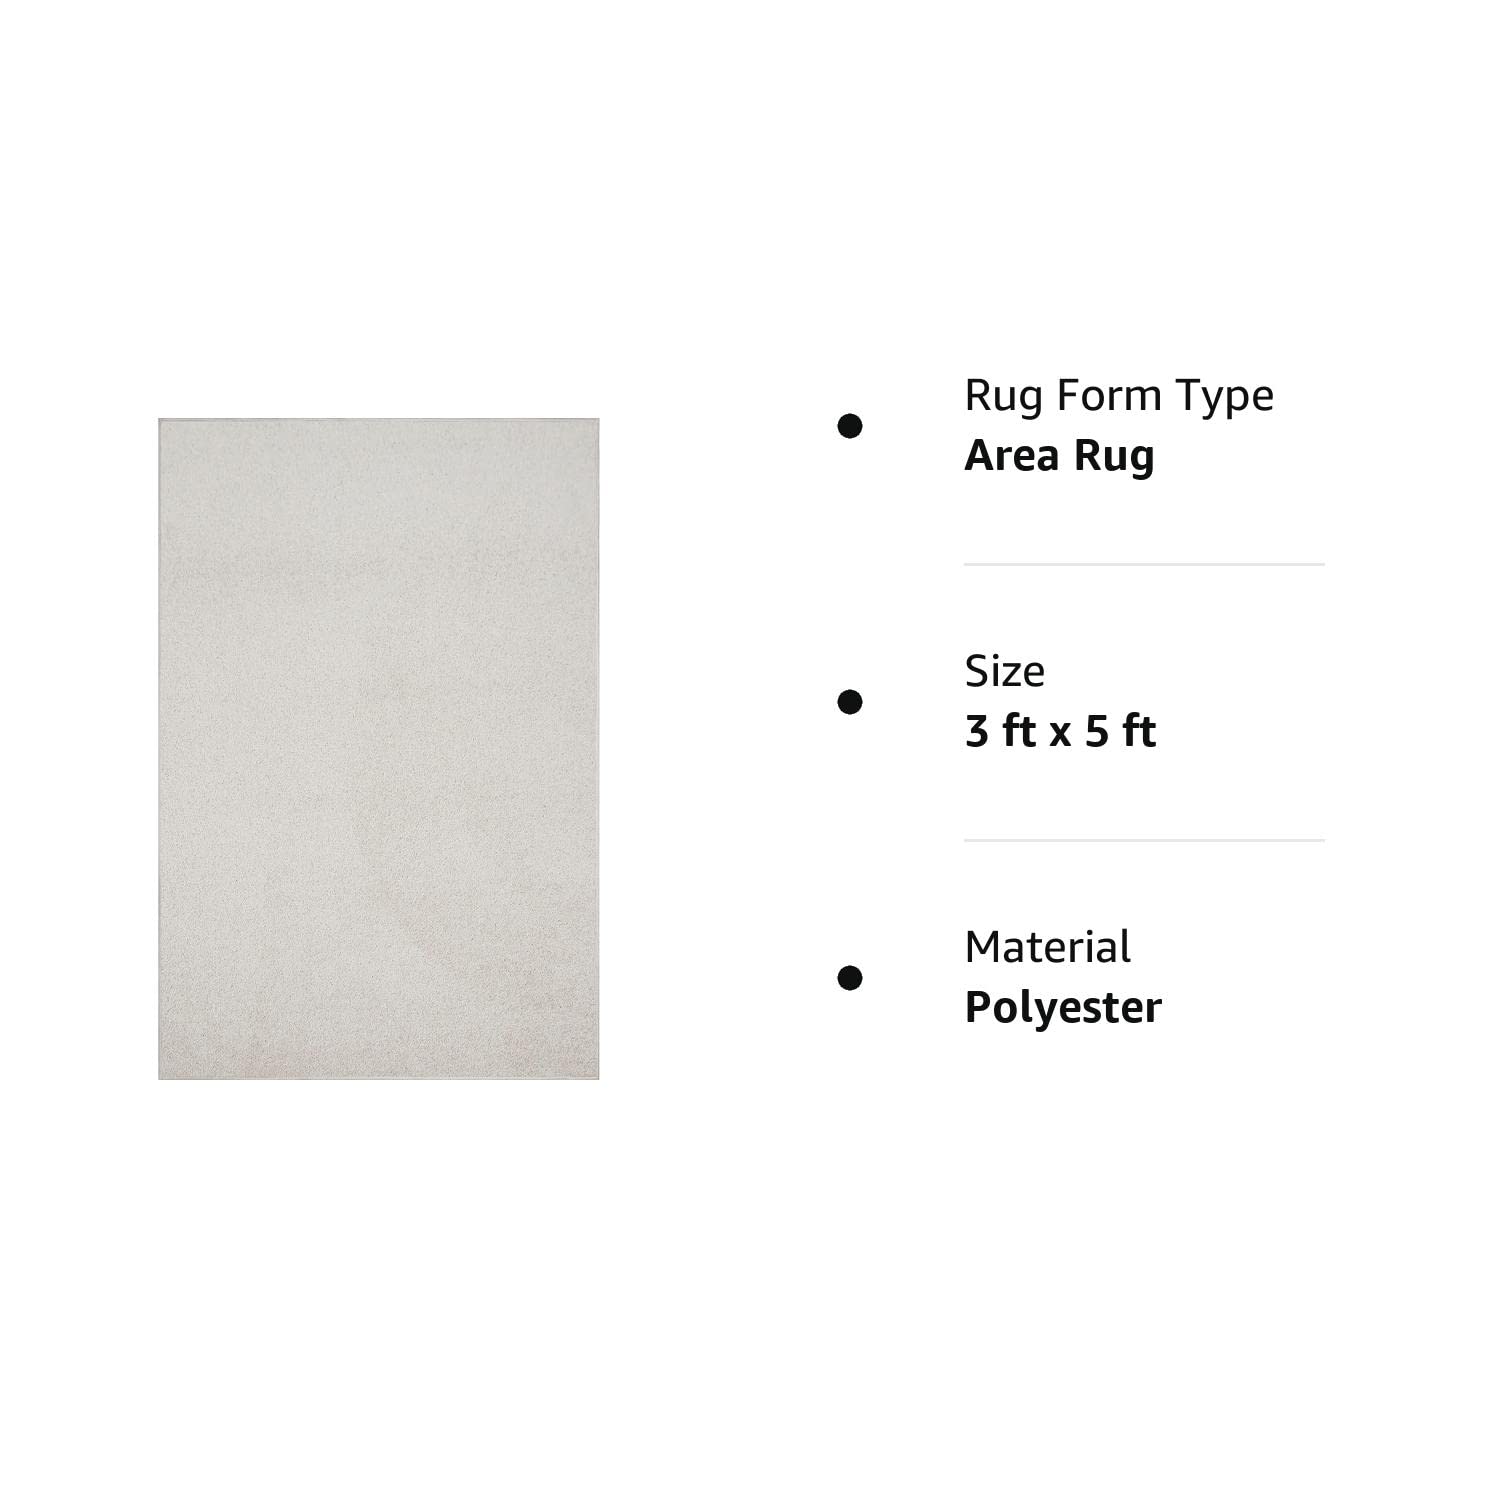 Rug Form Type
Area Rug
Size
3 ft x 5 ft
Material
Polyester